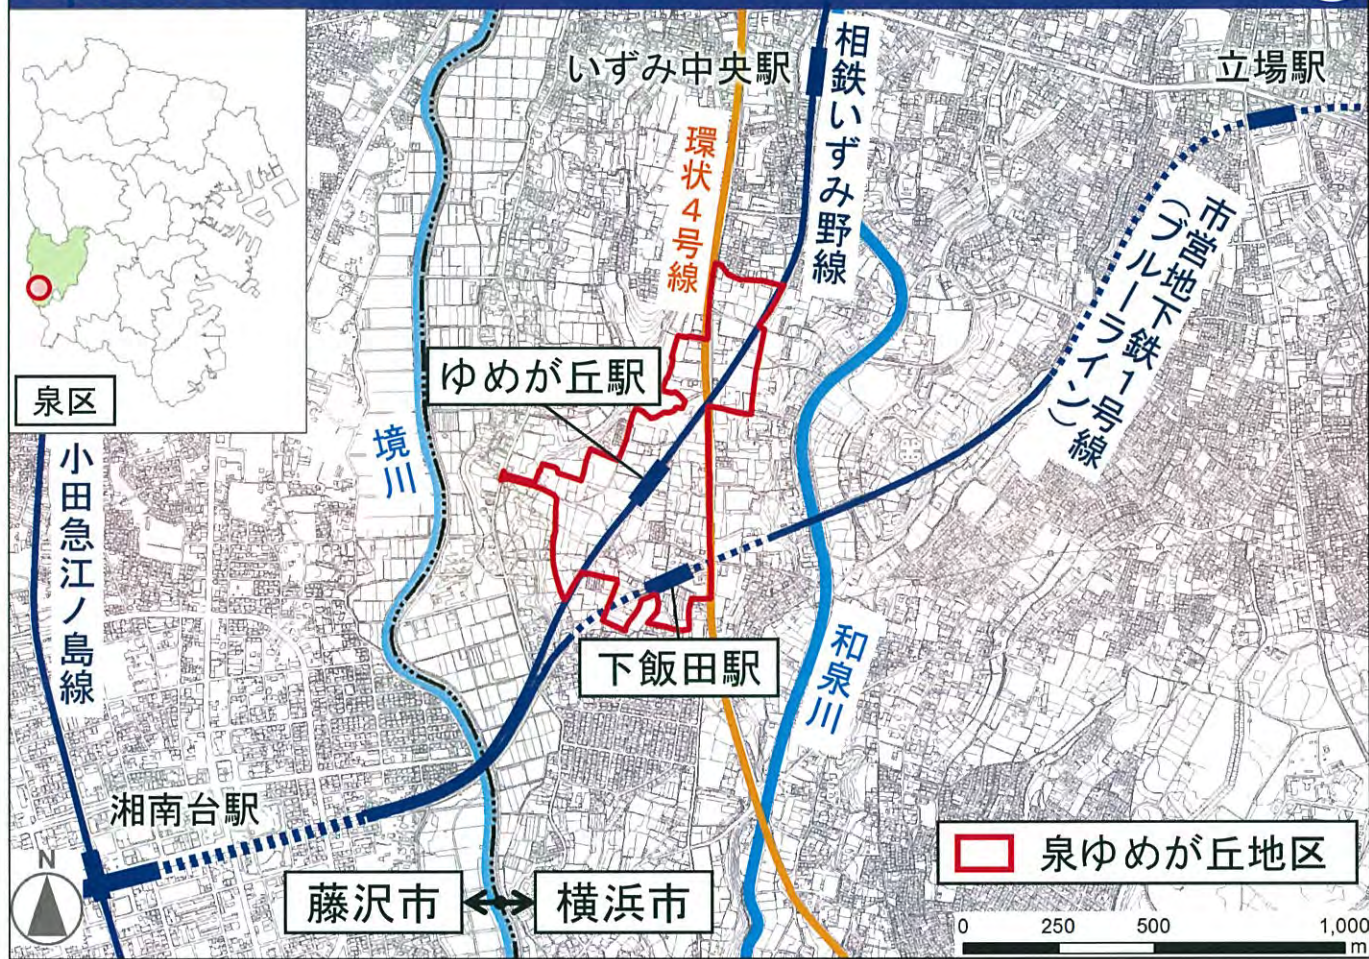 いずみ中央駅
相鉄いずみ野線
立場駅
環状4号線
市営地下鉄1号線
(ブルーライン)
泉区
ゆめが丘駅
境川
小田急江ノ島線
下飯田駅
和泉川
湘南台駅
N
藤沢市
横浜市
泉ゆめが丘地区
0 250 500 1,000
m